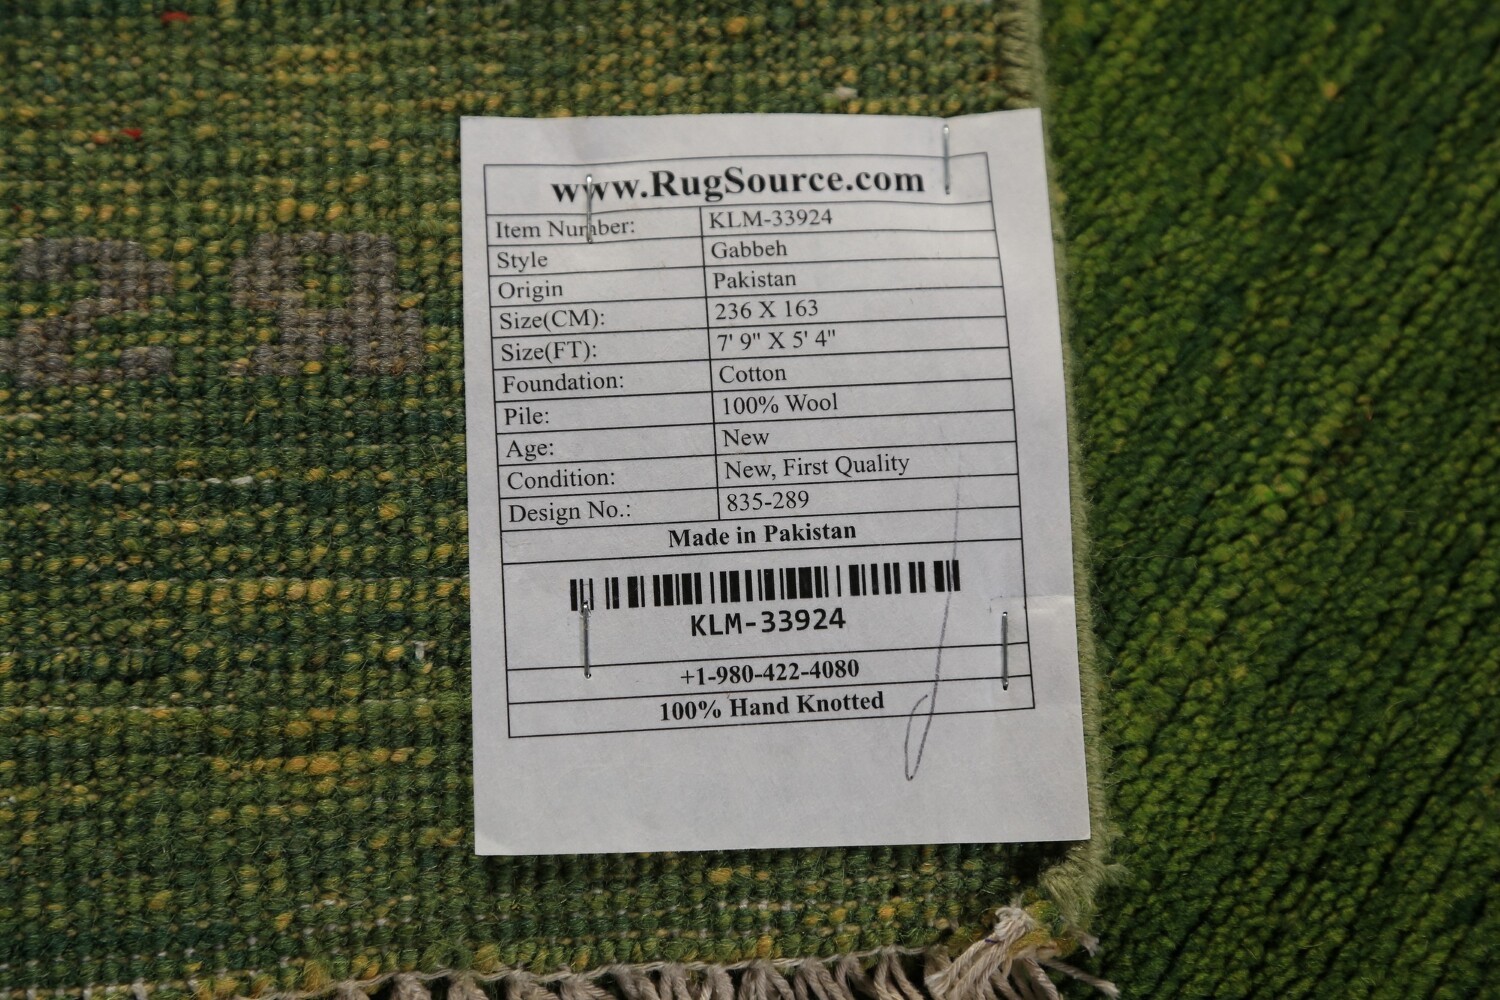 www.RugSource.com
Item Number: KLM-33924
Style Gabbeh
Origin Pakistan
Size(CM): 236 X 163
Size(FT): 7' 9" X 5' 4"
Foundation: Cotton
Pile: 100% Wool
Age: New
Condition: New, First Quality
Design No.: 835-289
Made in Pakistan
KLM-33924
+1-980-422-4080
100% Hand Knotted